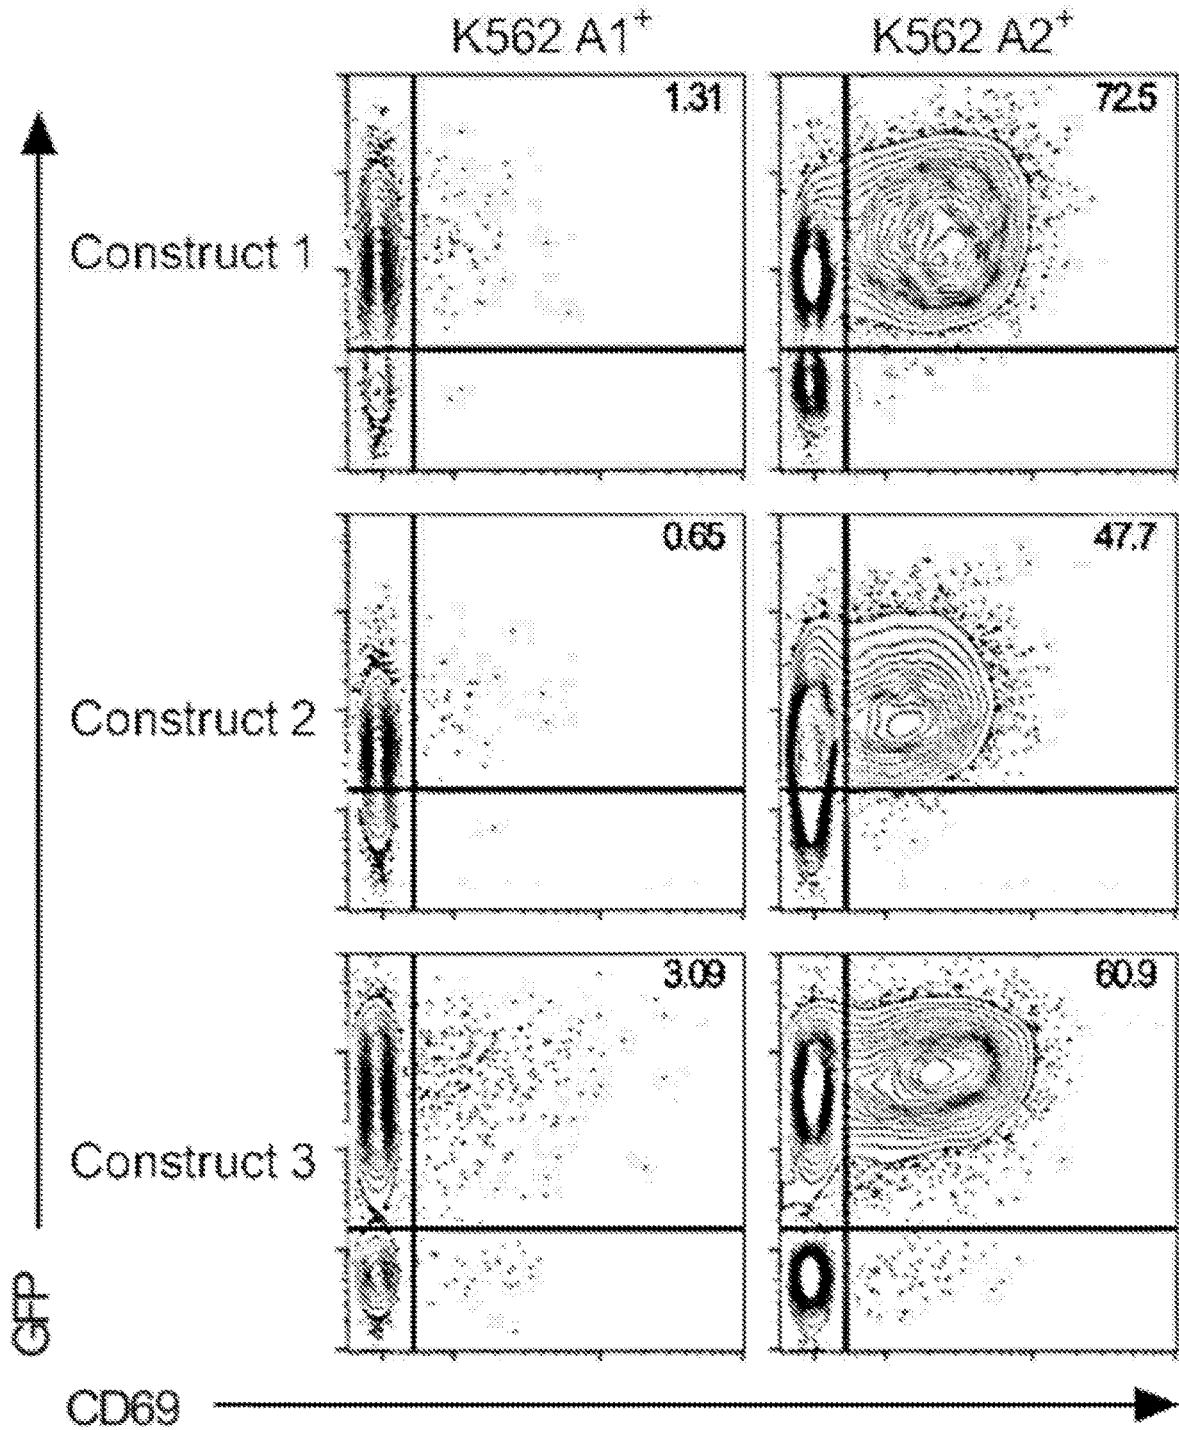 K562 A1+ K562 A2+
1.31 72.5
Construct 1
0.65 47.7
Construct 2
3.09 60.9
Construct 3
GFP
CD69